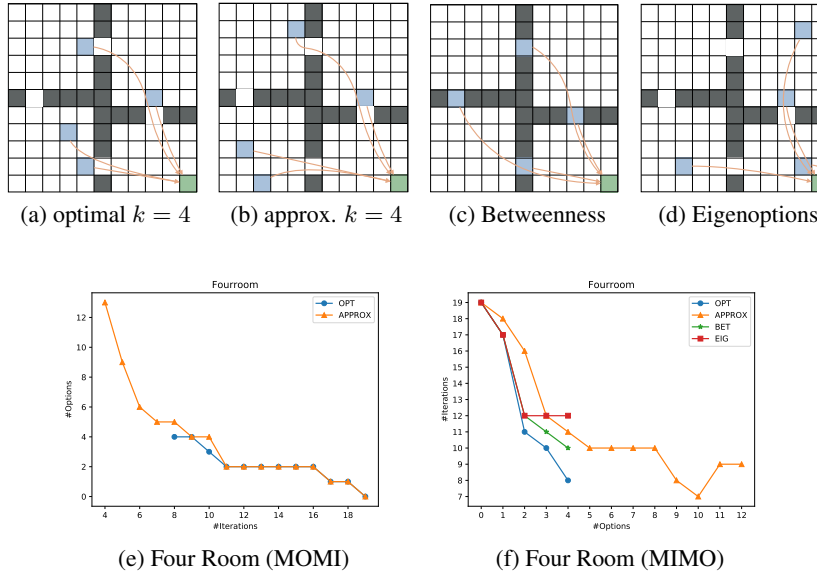 (a) optimal k = 4
(b) approx. k = 4
(c) Betweenness
(d) Eigenoptions
Fourroom
OPT
APPROX
#Options
12
10
8
6
4
2
0
4 6 8 10 12 14 16 18
#Iterations
(e) Four Room (MOMI)
Fourroom
OPT
APPROX
BET
EIG
#Iterations
19
18
17
16
15
14
13
12
11
10
9
8
7
0 1 2 3 4 5 6 7 8 9 10 11 12
#Options
(f) Four Room (MIMO)